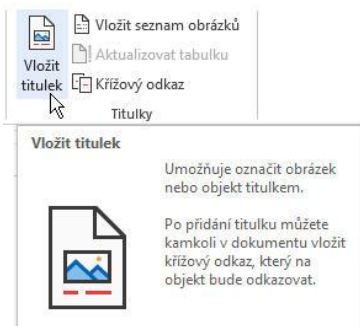 Vložit titulek
Vložit seznam obrázků
Aktualizovat tabulku
Křížový odkaz
Titulky
Vložit titulek
Umožňuje označit obrázek
nebo objekt titulkem.
Po přidání titulku můžete
kamkoli v dokumentu vložit
křížový odkaz, který na
objekt bude odkazovat.